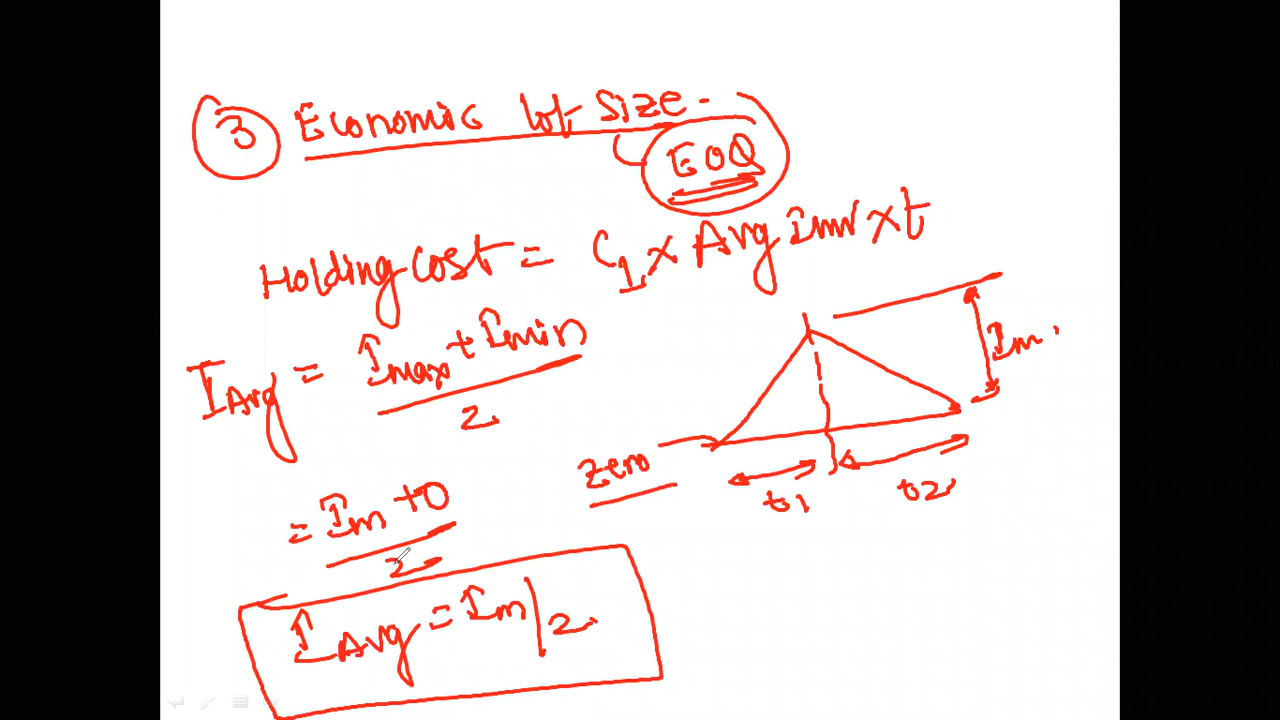 3 Economic lot size.
EOQ
Holding cost = C1 x Avg Inv x t
IAvg = Imax + Imin
2
Im.
zero
t1
t2
= Im + 0
2
IAvg = Im/2